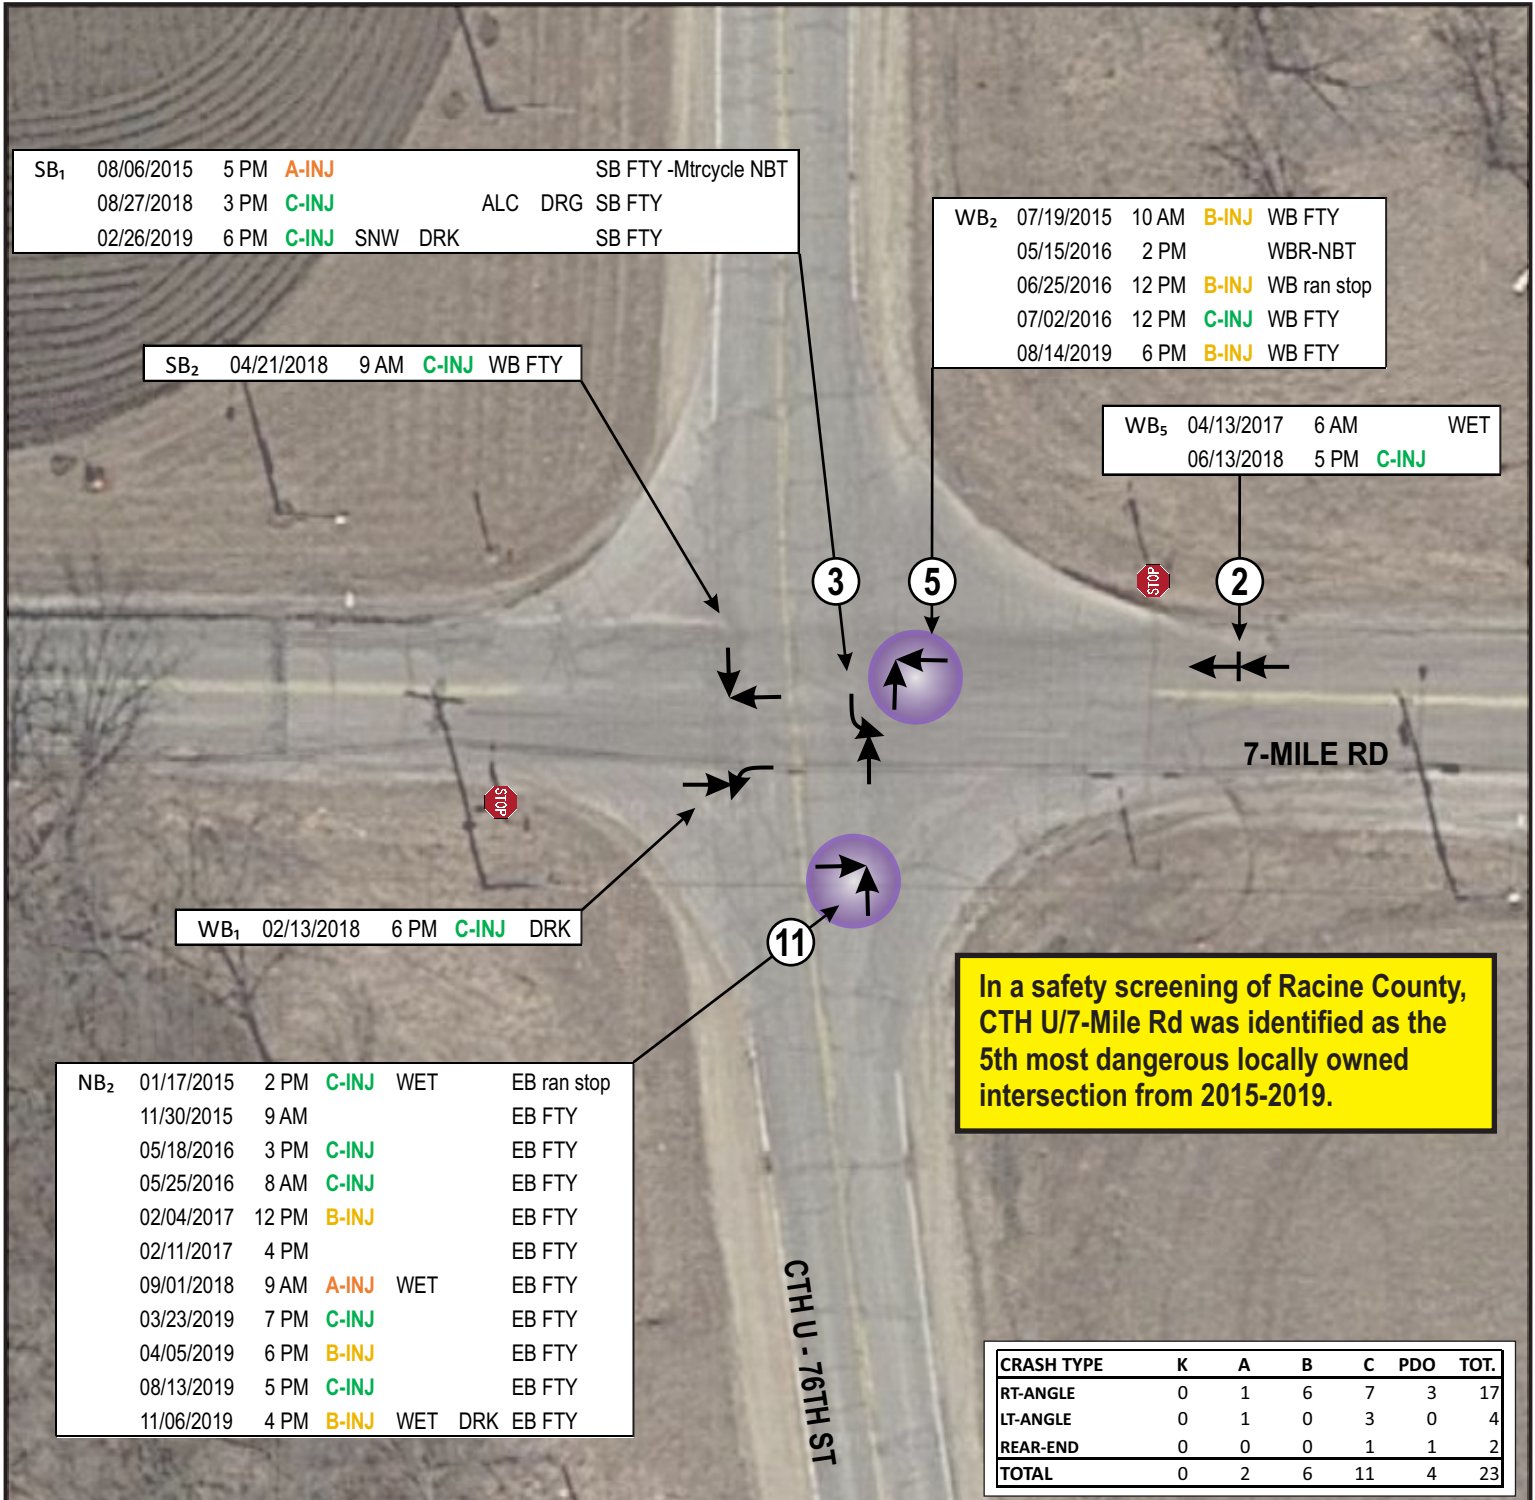 SB₁ 08/06/2015 5 PM A-INJ SB FTY -Mtrcycle NBT
08/27/2018 3 PM C-INJ ALC DRG SB FTY
02/26/2019 6 PM C-INJ SNW DRK SB FTY
WB₂ 07/19/2015 10 AM B-INJ WB FTY
05/15/2016 2 PM WBR-NBT
06/25/2016 12 PM B-INJ WB ran stop
07/02/2016 12 PM C-INJ WB FTY
08/14/2019 6 PM B-INJ WB FTY
SB₂ 04/21/2018 9 AM C-INJ WB FTY
WB₅ 04/13/2017 6 AM WET
06/13/2018 5 PM C-INJ
3
5
STOP
2
7-MILE RD
STOP
WB₁ 02/13/2018 6 PM C-INJ DRK
11
In a safety screening of Racine County,
CTH U/7-Mile Rd was identified as the
5th most dangerous locally owned
intersection from 2015-2019.
NB₂ 01/17/2015 2 PM C-INJ WET EB ran stop
11/30/2015 9 AM EB FTY
05/18/2016 3 PM C-INJ EB FTY
05/25/2016 8 AM C-INJ EB FTY
02/04/2017 12 PM B-INJ EB FTY
02/11/2017 4 PM EB FTY
09/01/2018 9 AM A-INJ WET EB FTY
03/23/2019 7 PM C-INJ EB FTY
04/05/2019 6 PM B-INJ EB FTY
08/13/2019 5 PM C-INJ EB FTY
11/06/2019 4 PM B-INJ WET DRK EB FTY
CTH U - 76TH ST
CRASH TYPE K A B C PDO TOT.
RT-ANGLE 0 1 6 7 3 17
LT-ANGLE 0 1 0 3 0 4
REAR-END 0 0 0 1 1 2
TOTAL 0 2 6 11 4 23